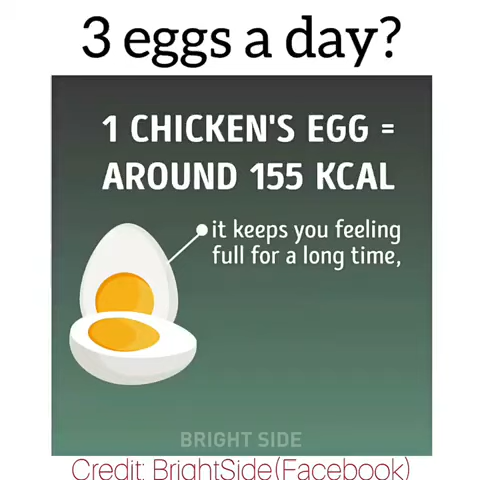 3 eggs a day?
1 CHICKEN'S EGG =
AROUND 155 KCAL
it keeps you feeling
full for a long time,
BRIGHT SIDE
Credit: BrightSide(Facebook)